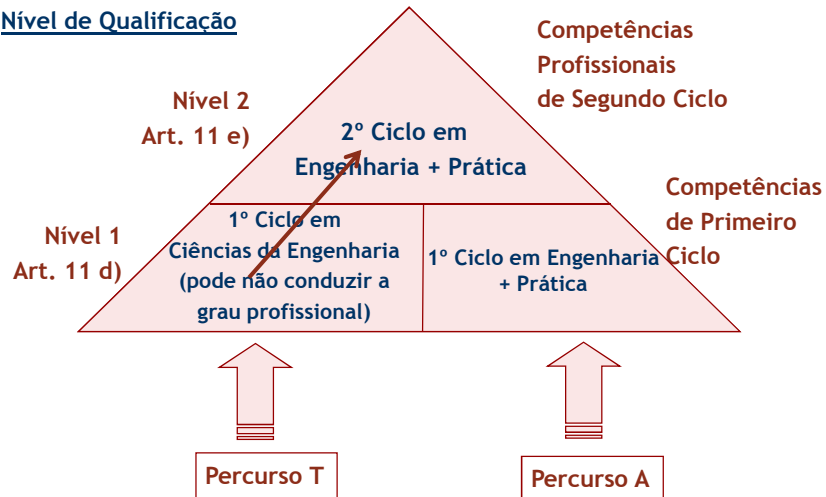 Nível de Qualificação
Competências
Profissionais
de Segundo Ciclo
Nível 2
Art. 11 e)
2º Ciclo em
Engenharia + Prática
Competências
de Primeiro
Ciclo
Nível 1
Art. 11 d)
1º Ciclo em
Ciências da Engenharia
(pode não conduzir a
grau profissional)
1º Ciclo em Engenharia
+ Prática
Percurso T
Percurso A